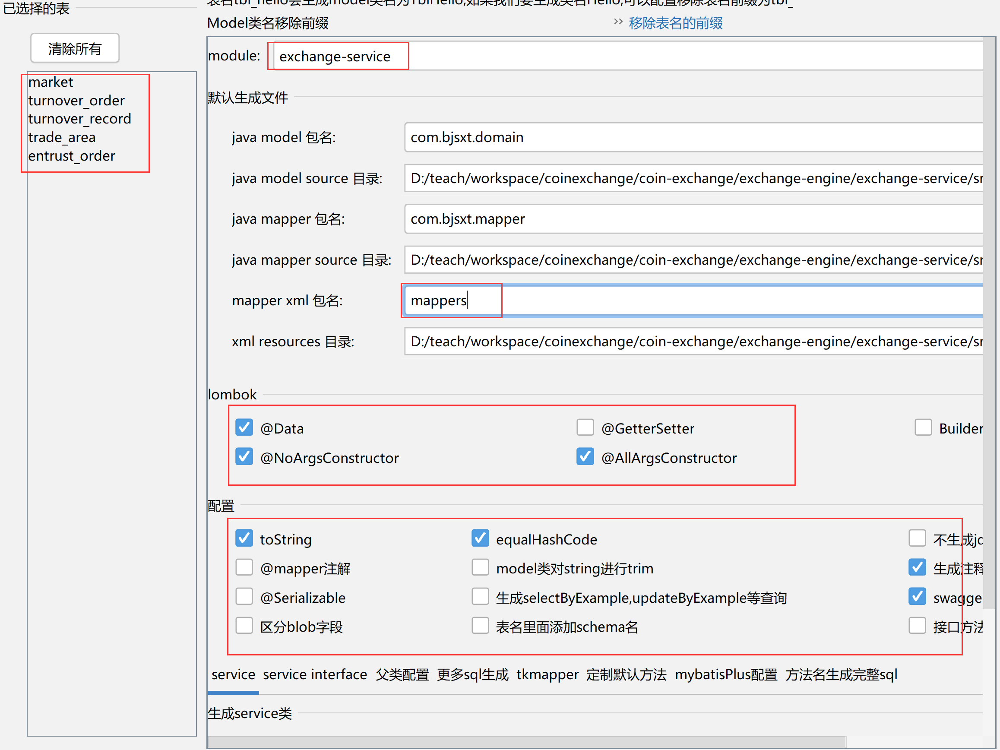 已选择的表
清除所有
market
turnover_order
turnover_record
trade_area
entrust_order
表名tbl_hello会生成model类名为TblHello,如果我们要生成类名Hello,可以配置移除表名前缀为tbl_
Model类名移除前缀
移除表名的前缀
module:
exchange-service
默认生成文件
java model 包名:
com.bjsxt.domain
java model source 目录:
D:/teach/workspace/coinexchange/coin-exchange/exchange-engine/exchange-service/sr
java mapper 包名:
com.bjsxt.mapper
java mapper source 目录:
D:/teach/workspace/coinexchange/coin-exchange/exchange-engine/exchange-service/sr
mapper xml 包名:
mappers
xml resources 目录:
D:/teach/workspace/coinexchange/coin-exchange/exchange-engine/exchange-service/sr
lombok
@Data
@GetterSetter
Builder
@NoArgsConstructor
@AllArgsConstructor
配置
toString
equalHashCode
不生成jd
@mapper注解
model类对string进行trim
生成注释
@Serializable
生成selectByExample,updateByExample等查询
swagge
区分blob字段
表名里面添加schema名
接口方法
service service interface 父类配置 更多sql生成 tkmapper 定制默认方法 mybatisPlus配置 方法名生成完整sql
生成service类